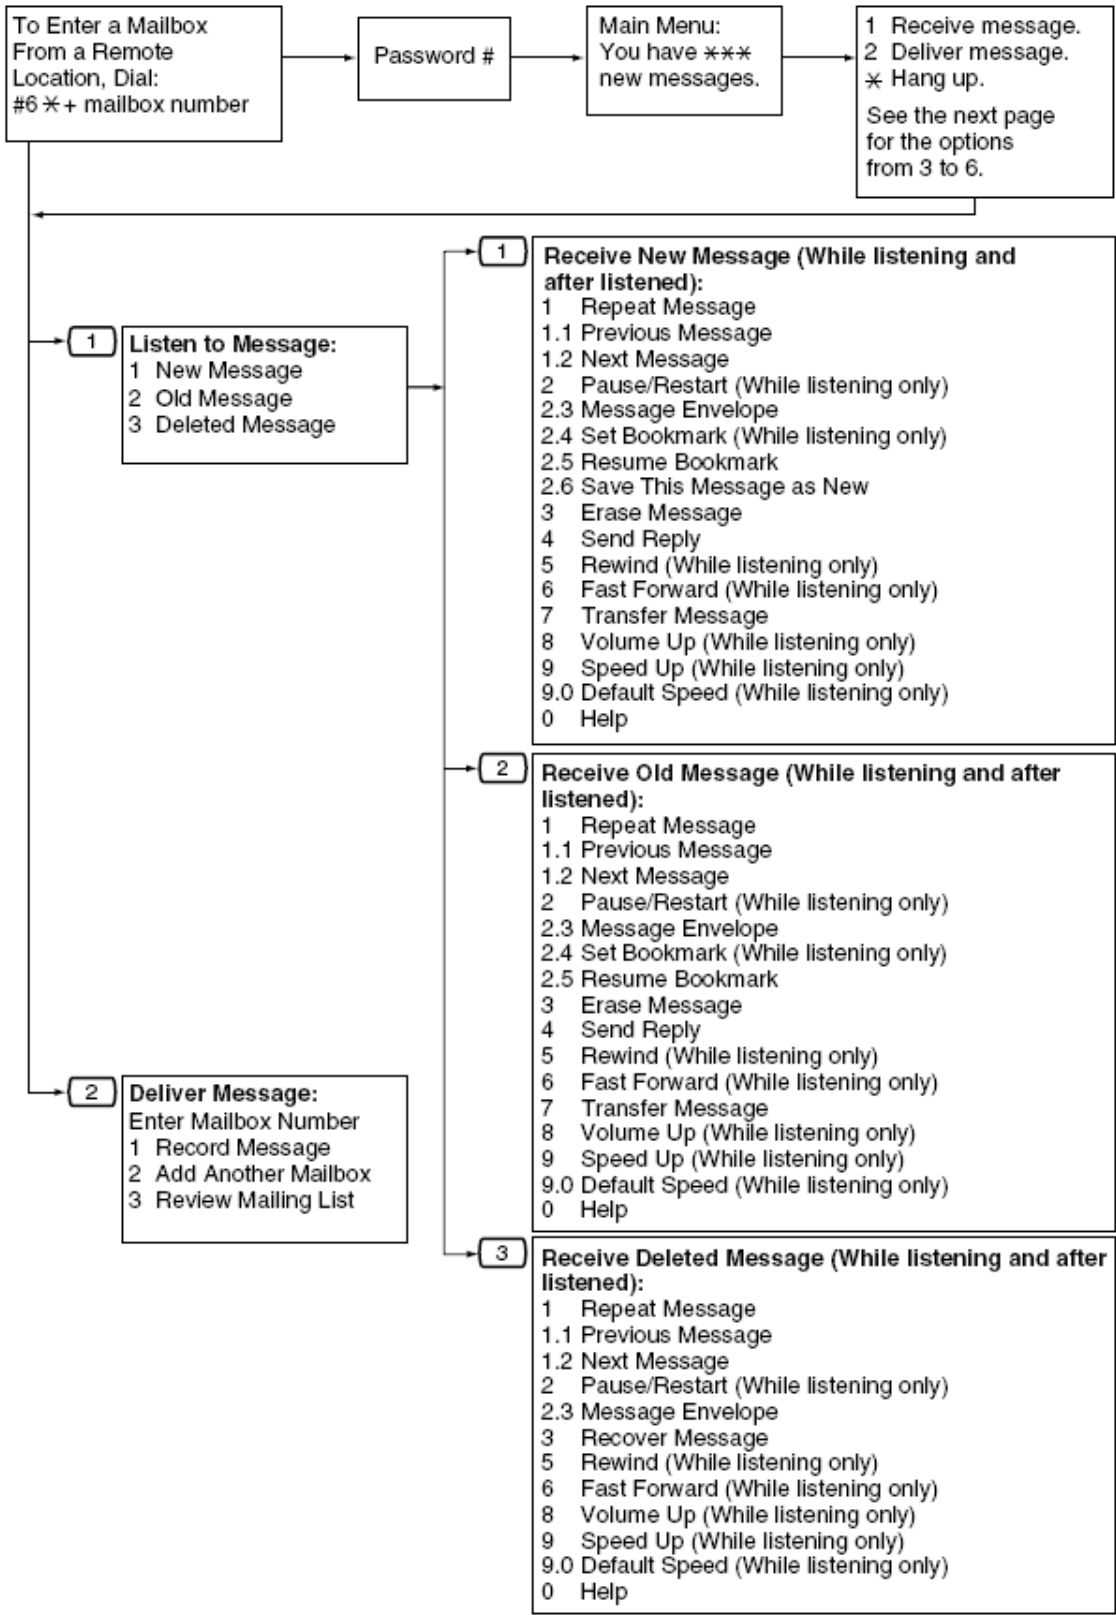 To Enter a Mailbox
From a Remote
Location, Dial:
#6✳+ mailbox number
Password #
Main Menu:
You have ✳✳✳
new messages.
1 Receive message.
2 Deliver message.
✳ Hang up.
See the next page
for the options
from 3 to 6.
1
Listen to Message:
1 New Message
2 Old Message
3 Deleted Message
1
Receive New Message (While listening and
after listened):
1 Repeat Message
1.1 Previous Message
1.2 Next Message
2 Pause/Restart (While listening only)
2.3 Message Envelope
2.4 Set Bookmark (While listening only)
2.5 Resume Bookmark
2.6 Save This Message as New
3 Erase Message
4 Send Reply
5 Rewind (While listening only)
6 Fast Forward (While listening only)
7 Transfer Message
8 Volume Up (While listening only)
9 Speed Up (While listening only)
9.0 Default Speed (While listening only)
0 Help
2
Receive Old Message (While listening and after
listened):
1 Repeat Message
1.1 Previous Message
1.2 Next Message
2 Pause/Restart (While listening only)
2.3 Message Envelope
2.4 Set Bookmark (While listening only)
2.5 Resume Bookmark
3 Erase Message
4 Send Reply
5 Rewind (While listening only)
6 Fast Forward (While listening only)
7 Transfer Message
8 Volume Up (While listening only)
9 Speed Up (While listening only)
9.0 Default Speed (While listening only)
0 Help
2
Deliver Message:
Enter Mailbox Number
1 Record Message
2 Add Another Mailbox
3 Review Mailing List
3
Receive Deleted Message (While listening and after
listened):
1 Repeat Message
1.1 Previous Message
1.2 Next Message
2 Pause/Restart (While listening only)
2.3 Message Envelope
3 Recover Message
5 Rewind (While listening only)
6 Fast Forward (While listening only)
8 Volume Up (While listening only)
9 Speed Up (While listening only)
9.0 Default Speed (While listening only)
0 Help